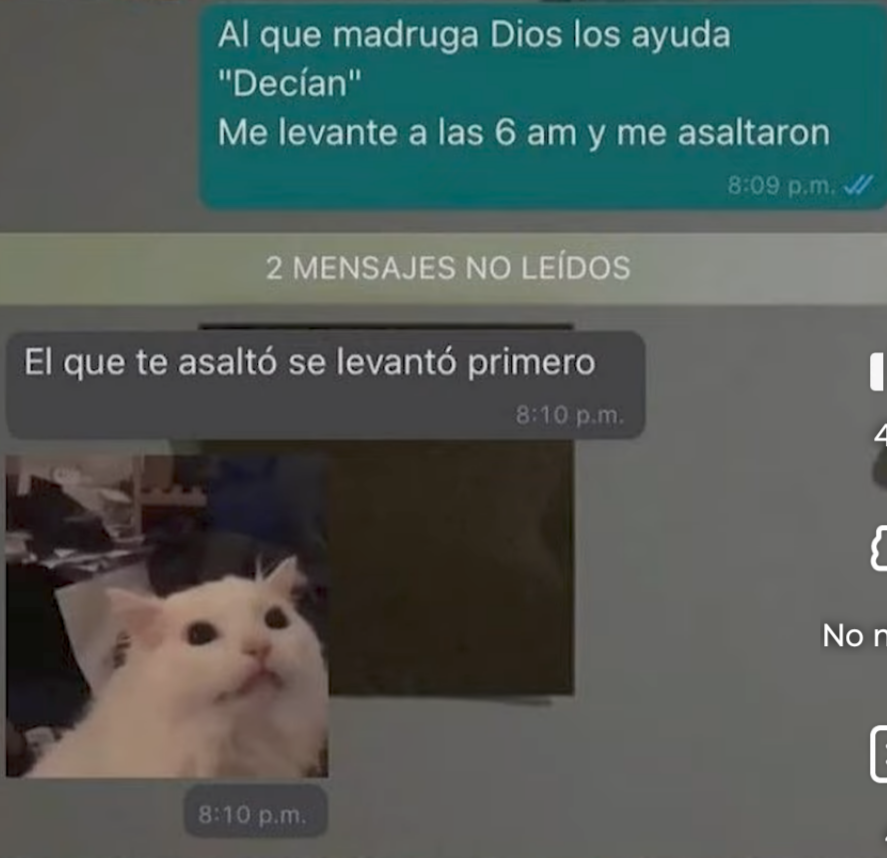 Al que madruga Dios los ayuda
"Decían"
Me levante a las 6 am y me asaltaron
8:09 p.m.
2 MENSAJES NO LEÍDOS
El que te asaltó se levantó primero
8:10 p.m.
No
8:10 p.m.